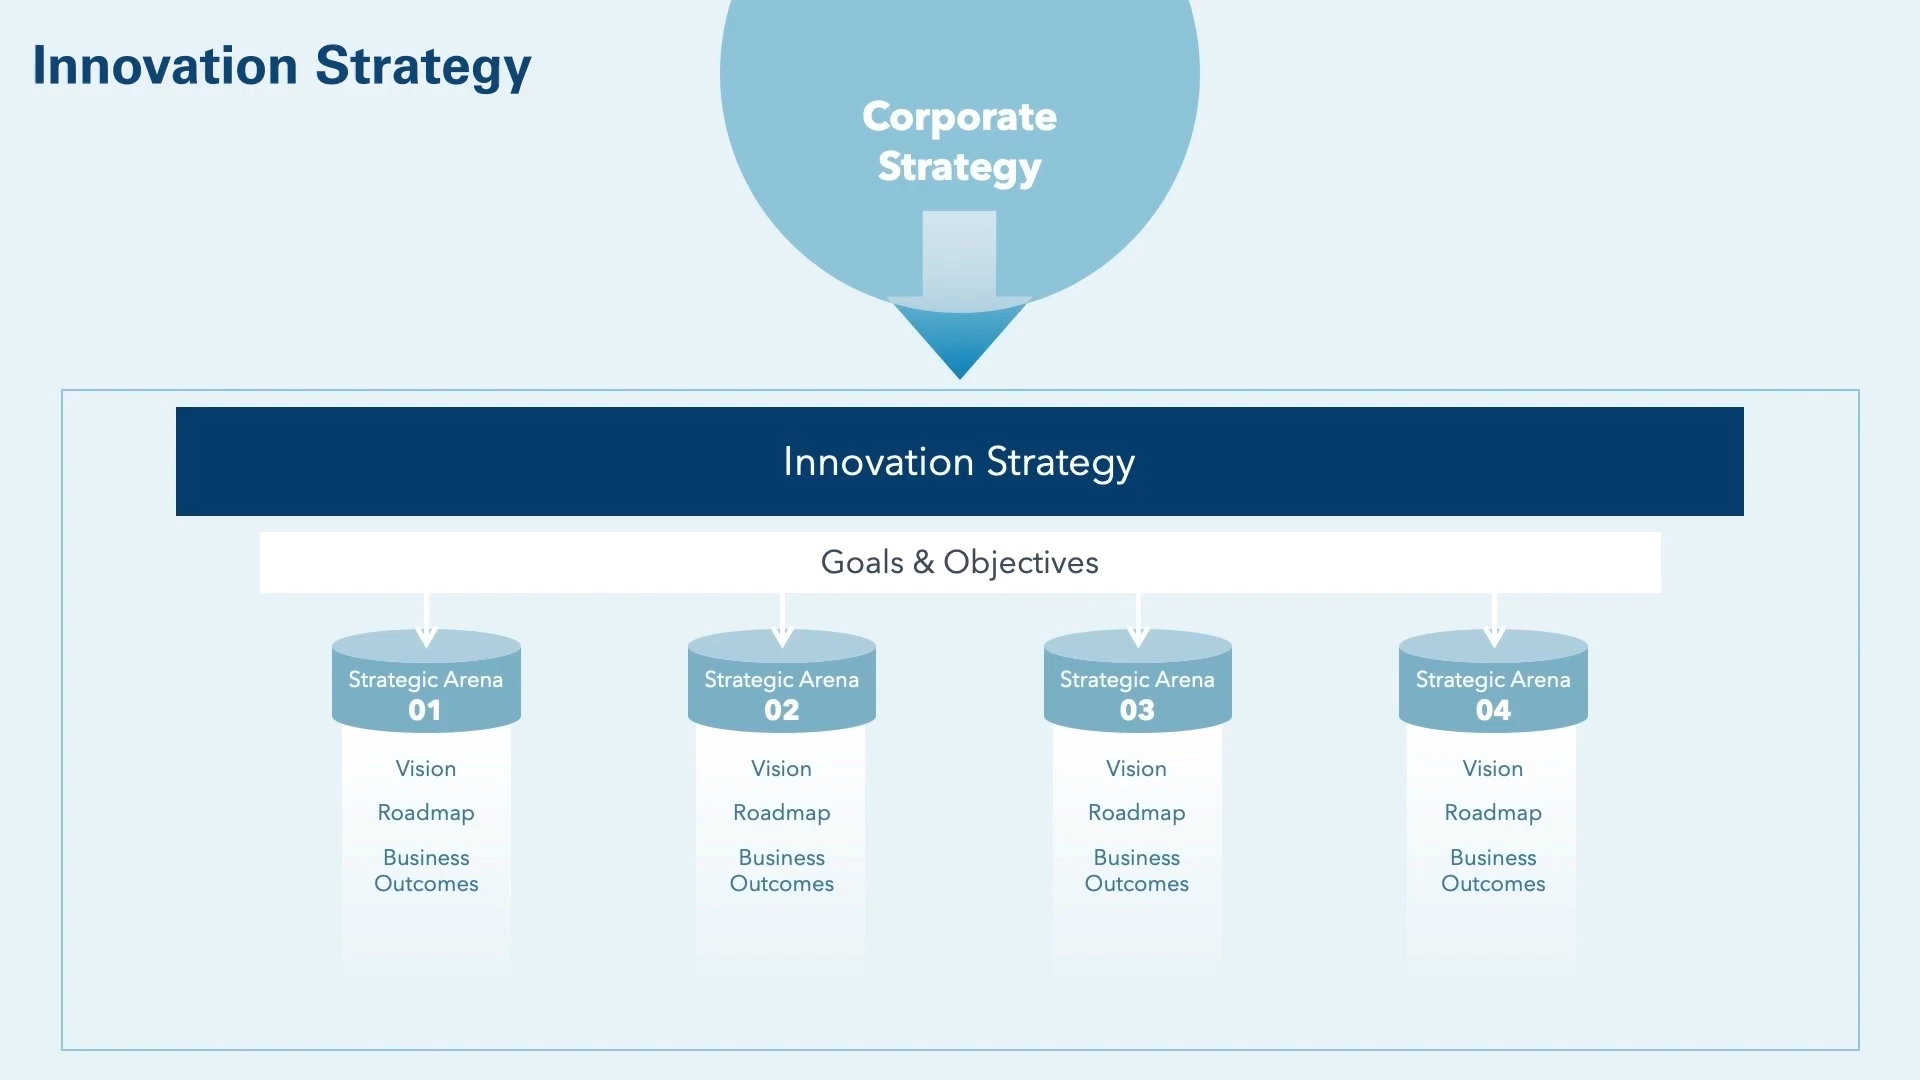 Innovation Strategy
Corporate
Strategy
Innovation Strategy
Goals & Objectives
Strategic Arena
01
Vision
Roadmap
Business
Outcomes
Strategic Arena
02
Vision
Roadmap
Business
Outcomes
Strategic Arena
03
Vision
Roadmap
Business
Outcomes
Strategic Arena
04
Vision
Roadmap
Business
Outcomes